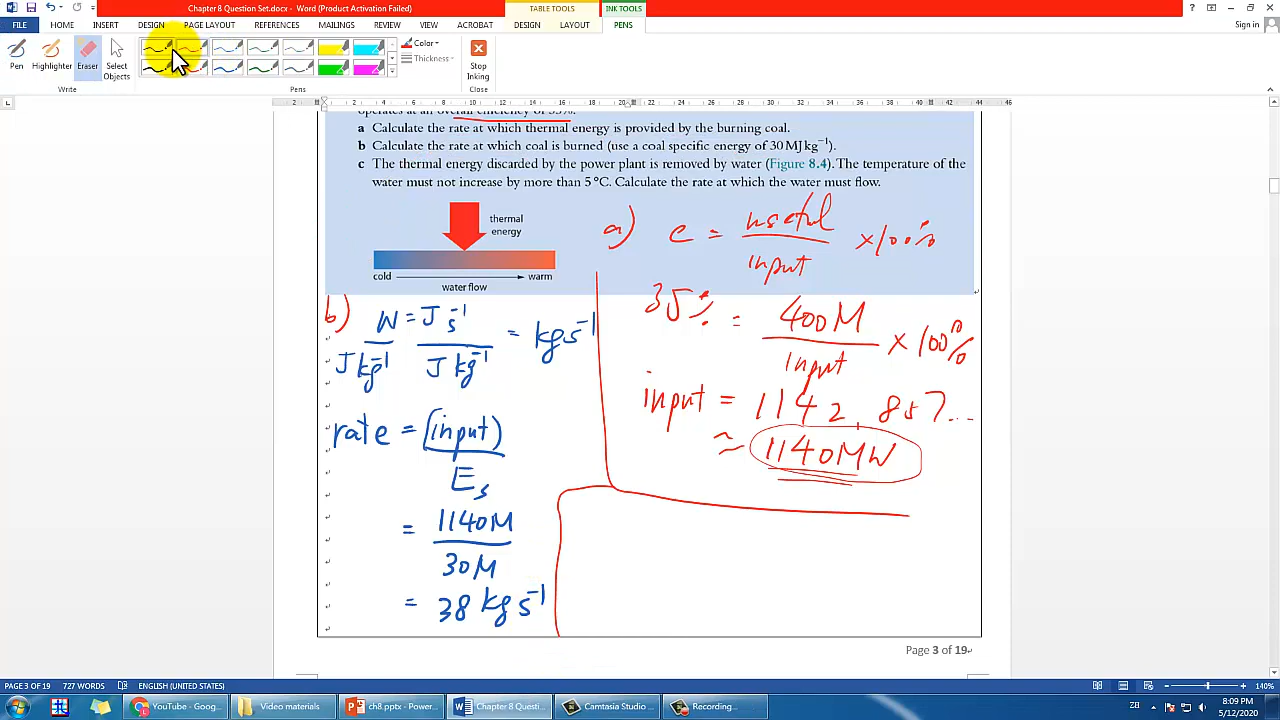 Chapter 8 Question Set.docx - Word (Product Activation Failed)
TABLE TOOLS
INK TOOLS
Sign in
FILE HOME INSERT DESIGN PAGE LAYOUT REFERENCES MAILINGS REVIEW VIEW ACROBAT DESIGN LAYOUT PENS
Pen Highlighter Eraser Select Objects
Color
Thickness
Stop Inking
Write Pens Close
operates at an overall efficiency of 35%.
a Calculate the rate at which thermal energy is provided by the burning coal.
b Calculate the rate at which coal is burned (use a coal specific energy of 30 MJ kg⁻¹).
c The thermal energy discarded by the power plant is removed by water (Figure 8.4). The temperature of the
water must not increase by more than 5 °C. Calculate the rate at which the water must flow.
thermal
energy
cold warm
water flow
a) e = useful / input × 100%
35% = 400M / input × 100%
input = 1142.857...
≈ 1140MW
b) W = J s⁻¹
J kg⁻¹ J kg⁻¹ = kg s⁻¹
rate = (input) / E s
= 1140M / 30M
= 38 kg s⁻¹
Page 3 of 19
PAGE 3 OF 19 727 WORDS ENGLISH (UNITED STATES) 140%
YouTube - Goog...
Video materials
ch8.pptx - Power...
Chapter 8 Questi...
Camtasia Studio ...
Recording...
ZB
8:09 PM
5/12/2020